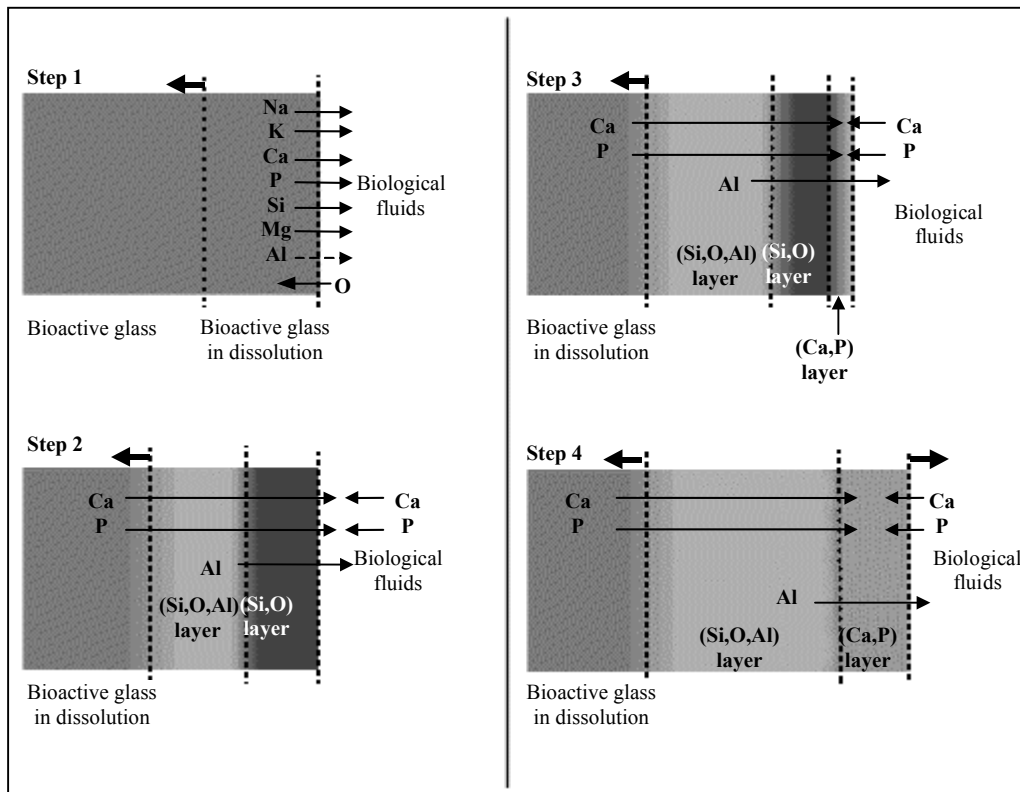 Step 1
Na
K
Ca
P
Si
Mg
Al
O
Biological
fluids
Bioactive glass
Bioactive glass
in dissolution
Step 2
Ca
P
Al
Ca
P
Biological
fluids
(Si,O,Al)
layer
(Si,O)
layer
Bioactive glass
in dissolution
Step 3
Ca
P
Al
Ca
P
Biological
fluids
(Si,O,Al)
layer
(Si,O)
layer
Bioactive glass
in dissolution
(Ca,P)
layer
Step 4
Ca
P
Al
Ca
P
Biological
fluids
(Si,O,Al)
layer
(Ca,P)
layer
Bioactive glass
in dissolution